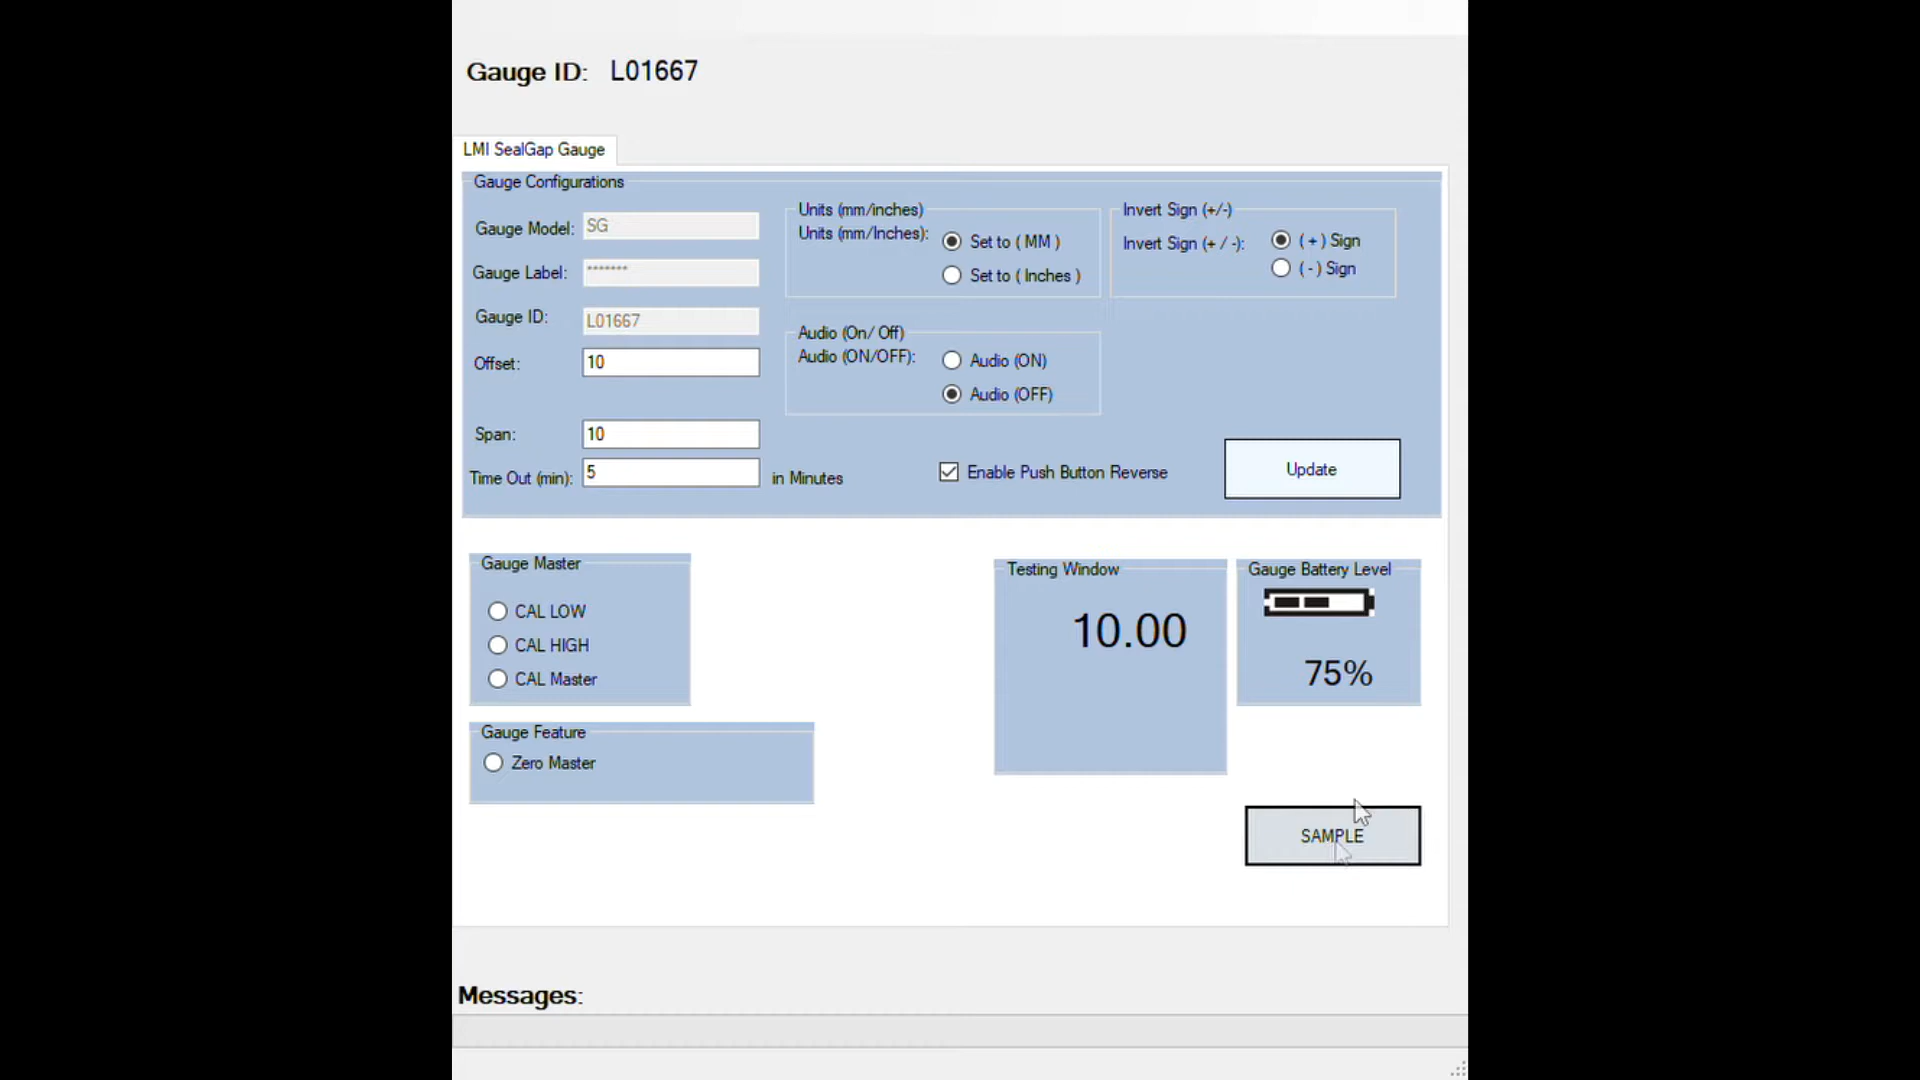 Gauge ID: L01667
LMI SealGap Gauge
Gauge Configurations
Gauge Model: SG
Gauge Label: *******
Gauge ID: L01667
Offset: 10
Span: 10
Time Out (min): 5 in Minutes
Units (mm/inches)
Units (mm/Inches): Set to ( MM )
Set to ( Inches )
Audio (On/ Off)
Audio (ON/OFF): Audio (ON)
Audio (OFF)
Enable Push Button Reverse
Invert Sign (+/-)
Invert Sign (+ / -): ( + ) Sign
( - ) Sign
Update
Gauge Master
CAL LOW
CAL HIGH
CAL Master
Gauge Feature
Zero Master
Testing Window
10.00
Gauge Battery Level
75%
SAMPLE
Messages: